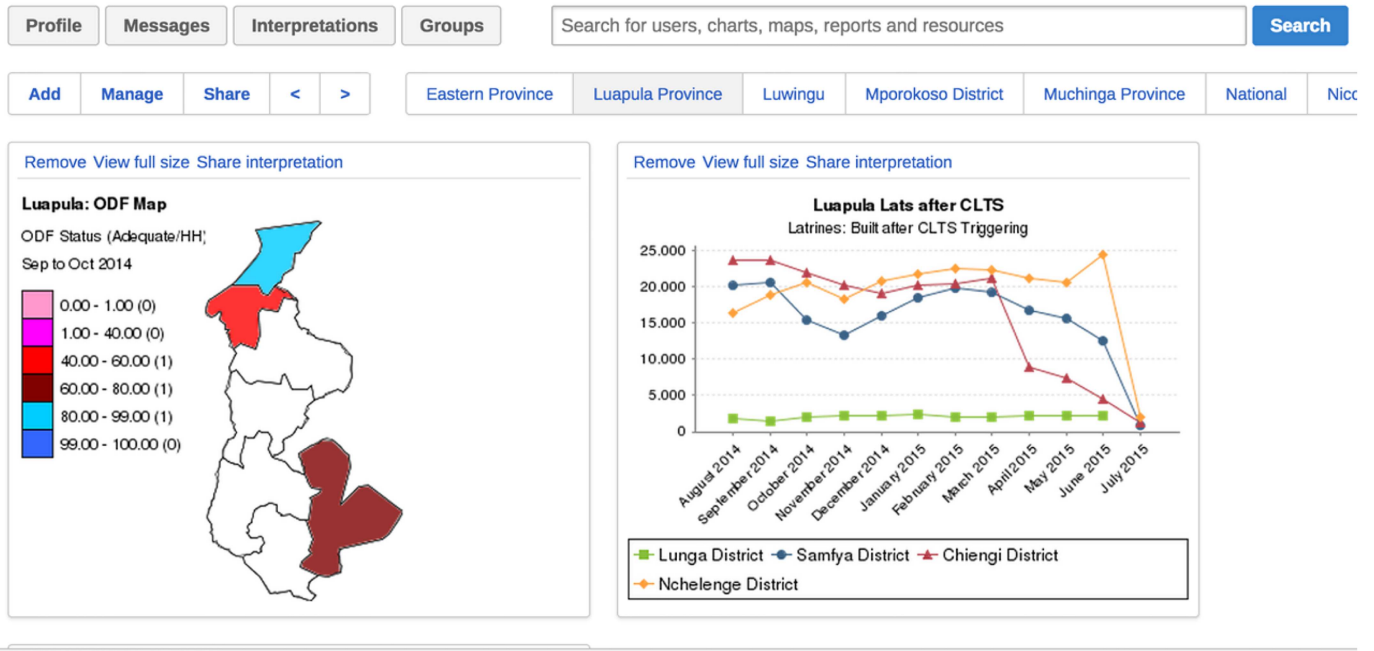 Profile Messages Interpretations Groups Search for users, charts, maps, reports and resources Search
Add Manage Share < > Eastern Province Luapula Province Luwingu Mporokoso District Muchinga Province National Nicc
Remove View full size Share interpretation
Luapula: ODF Map
ODF Status (Adequate/HH)
Sep to Oct 2014
0.00 - 1.00 (0)
1.00 - 40.00 (0)
40.00 - 60.00 (1)
60.00 - 80.00 (1)
80.00 - 99.00 (1)
99.00 - 100.00 (0)
Remove View full size Share interpretation
Luapula Lats after CLTS
Latrines: Built after CLTS Triggering
25.000
20.000
15.000
10.000
5.000
0
August 2014
September 2014
October 2014
November 2014
December 2014
January 2015
February 2015
March 2015
April 2015
May 2015
June 2015
July 2015
Lunga District Samfya District Chiengi District
Nchelenge District